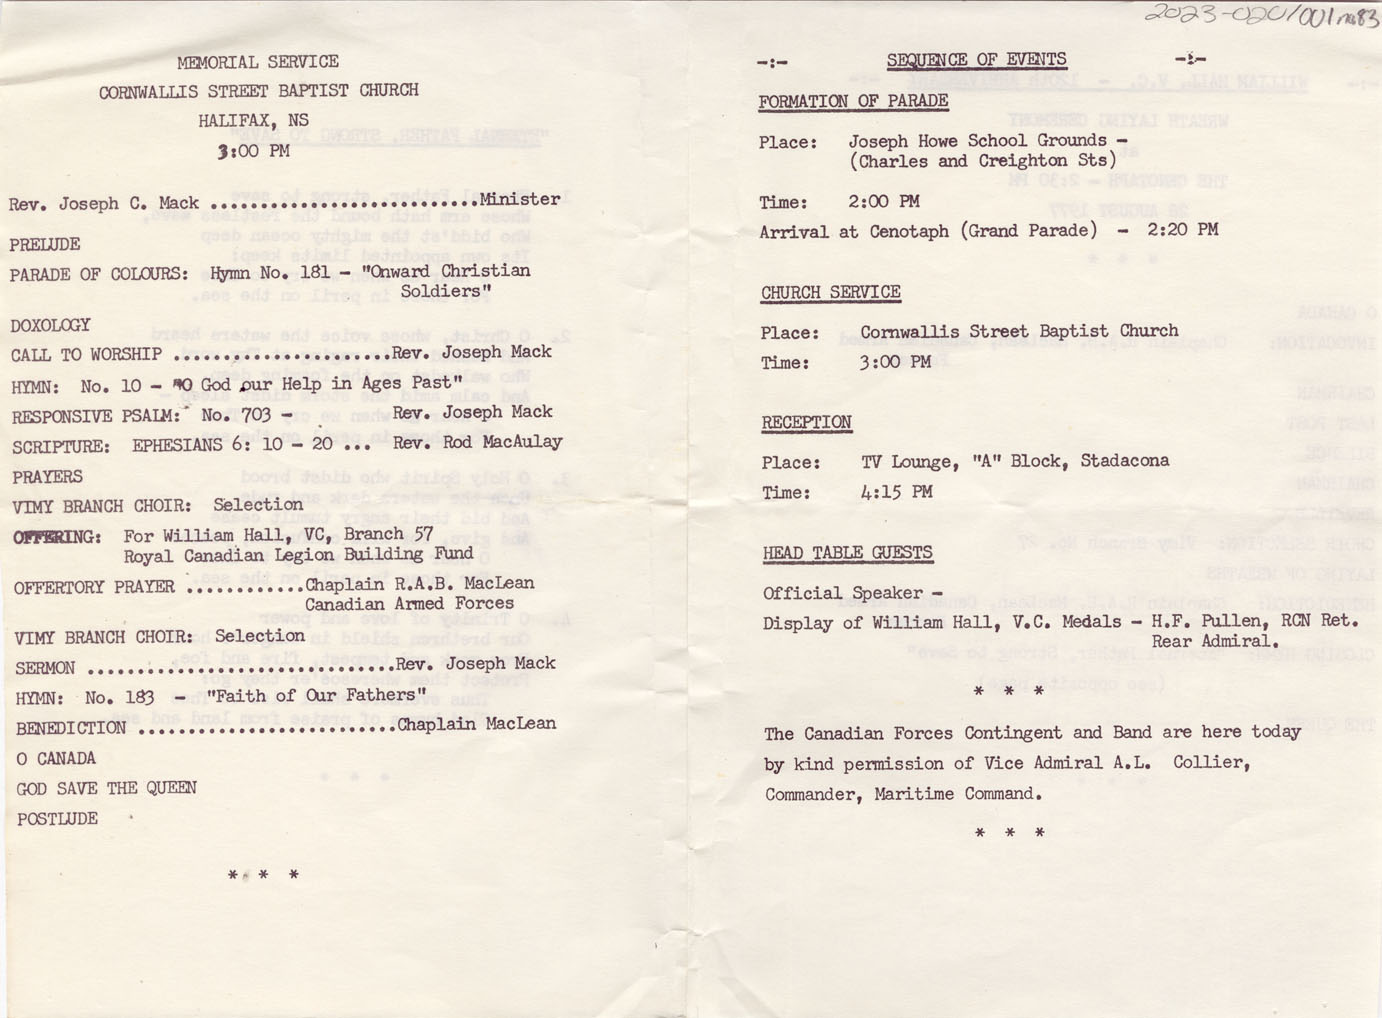 2023-020/001 no 83
MEMORIAL SERVICE
CORNWALLIS STREET BAPTIST CHURCH
HALIFAX, NS
3:00 PM
Rev. Joseph C. Mack ...........................Minister
PRELUDE
PARADE OF COLOURS: Hymn No. 181 - "Onward Christian
Soldiers"
DOXOLOGY
CALL TO WORSHIP ......................Rev. Joseph Mack
HYMN: No. 10 - "O God our Help in Ages Past"
RESPONSIVE PSALM: No. 703 - Rev. Joseph Mack
SCRIPTURE: EPHESIANS 6: 10 - 20 ... Rev. Rod MacAulay
PRAYERS
VIMY BRANCH CHOIR: Selection
OFFERING: For William Hall, VC, Branch 57
Royal Canadian Legion Building Fund
OFFERTORY PRAYER ............Chaplain R.A.B. MacLean
Canadian Armed Forces
VIMY BRANCH CHOIR: Selection
SERMON ...............................Rev. Joseph Mack
HYMN: No. 183 - "Faith of Our Fathers"
BENEDICTION ..........................Chaplain MacLean
O CANADA
GOD SAVE THE QUEEN
POSTLUDE
* * *
-:- SEQUENCE OF EVENTS -:-
FORMATION OF PARADE
Place: Joseph Howe School Grounds -
(Charles and Creighton Sts)
Time: 2:00 PM
Arrival at Cenotaph (Grand Parade) - 2:20 PM
CHURCH SERVICE
Place: Cornwallis Street Baptist Church
Time: 3:00 PM
RECEPTION
Place: TV Lounge, "A" Block, Stadacona
Time: 4:15 PM
HEAD TABLE GUESTS
Official Speaker -
Display of William Hall, V.C. Medals - H.F. Pullen, RCN Ret.
Rear Admiral.
* * *
The Canadian Forces Contingent and Band are here today
by kind permission of Vice Admiral A.L. Collier,
Commander, Maritime Command.
* * *